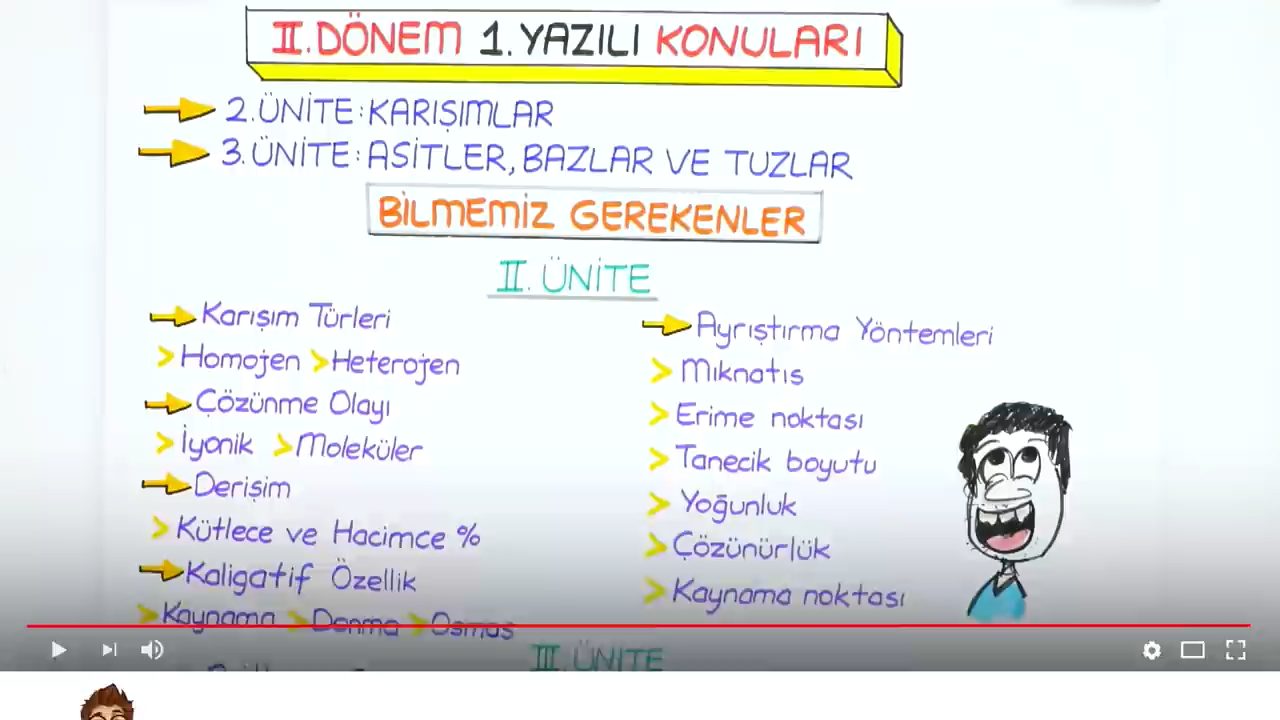 II. DÖNEM 1. YAZILI KONULARI
2. ÜNİTE: KARIŞIMLAR
3. ÜNİTE: ASİTLER, BAZLAR VE TUZLAR
BİLMEMİZ GEREKENLER
II. ÜNİTE
Karışım Türleri
> Homojen > Heterojen
Çözünme Olayı
> İyonik > Moleküler
Derişim
> Kütlece ve Hacimce %
Kaligatif Özellik
> Kaynama > Donma > Osmos
Ayrıştırma Yöntemleri
> Mıknatıs
> Erime noktası
> Tanecik boyutu
> Yoğunluk
> Çözünürlük
> Kaynama noktası
III. ÜNİTE